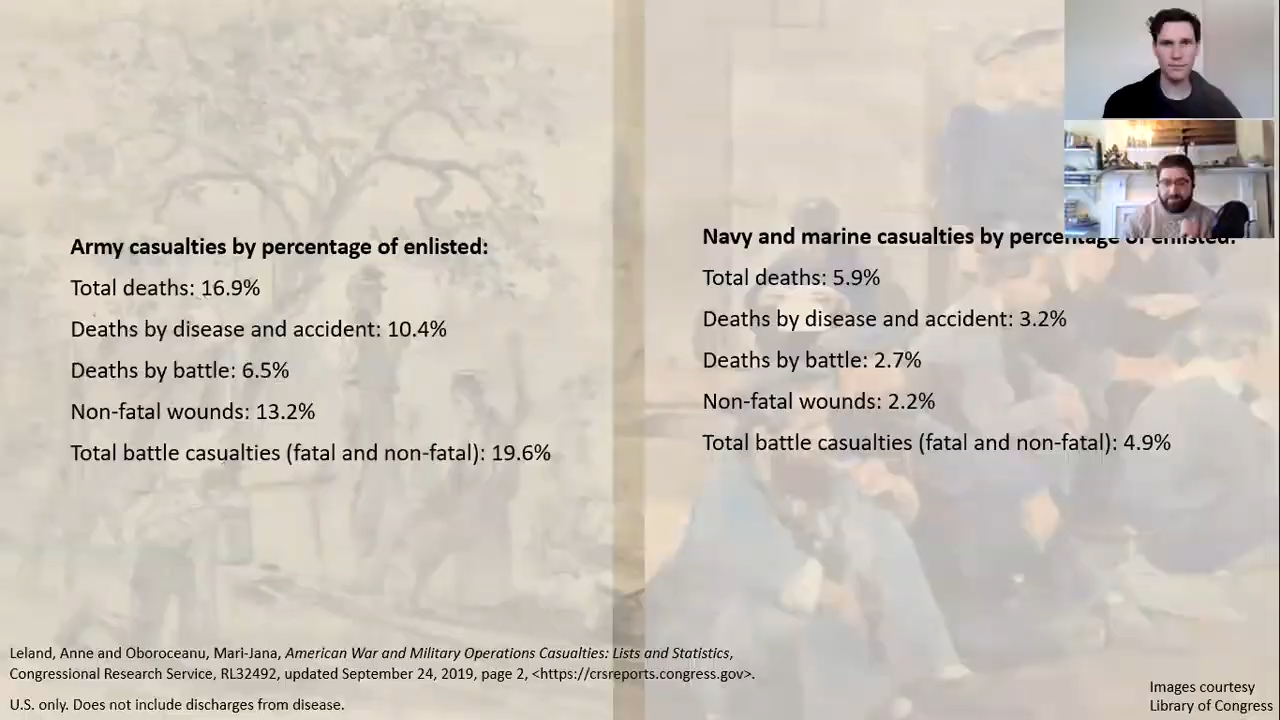 Army casualties by percentage of enlisted:
Total deaths: 16.9%
Deaths by disease and accident: 10.4%
Deaths by battle: 6.5%
Non-fatal wounds: 13.2%
Total battle casualties (fatal and non-fatal): 19.6%
Navy and marine casualties by percentage of enlisted:
Total deaths: 5.9%
Deaths by disease and accident: 3.2%
Deaths by battle: 2.7%
Non-fatal wounds: 2.2%
Total battle casualties (fatal and non-fatal): 4.9%
Leland, Anne and Oboroceanu, Mari-Jana, American War and Military Operations Casualties: Lists and Statistics,
Congressional Research Service, RL32492, updated September 24, 2019, page 2, <https://crsreports.congress.gov>.
U.S. only. Does not include discharges from disease.
Images courtesy
Library of Congress